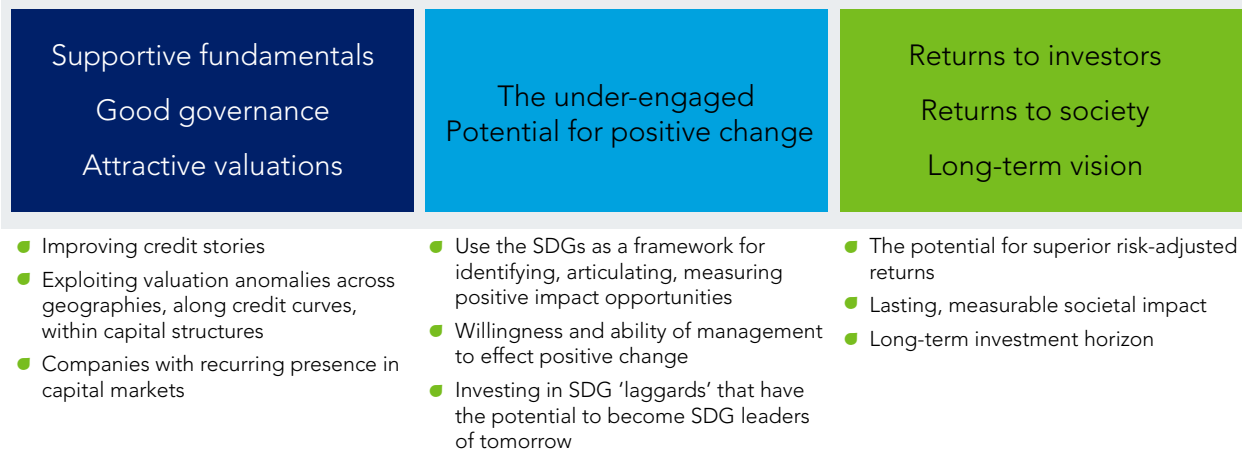 Supportive fundamentals
Good governance
Attractive valuations
The under-engaged
Potential for positive change
Returns to investors
Returns to society
Long-term vision
Improving credit stories
Exploiting valuation anomalies across
geographies, along credit curves,
within capital structures
Companies with recurring presence in
capital markets
Use the SDGs as a framework for
identifying, articulating, measuring
positive impact opportunities
Willingness and ability of management
to effect positive change
Investing in SDG ‘laggards’ that have
the potential to become SDG leaders
of tomorrow
The potential for superior risk-adjusted
returns
Lasting, measurable societal impact
Long-term investment horizon